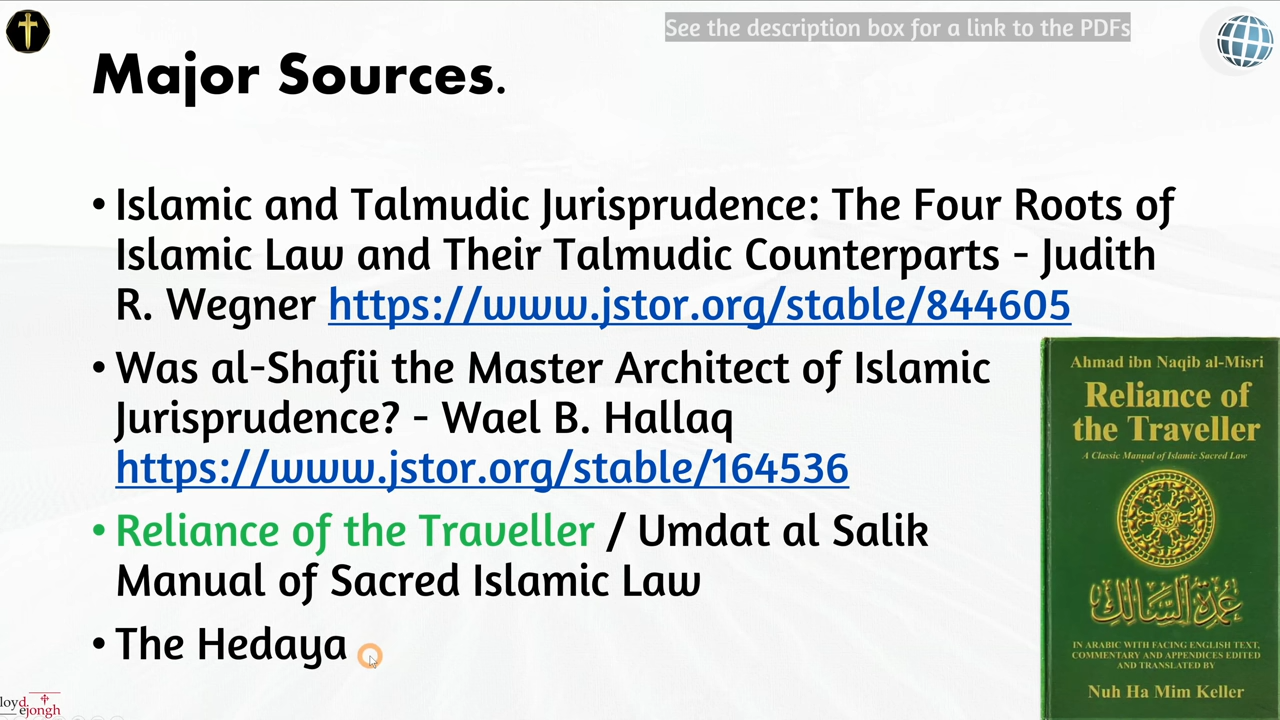 See the description box for a link to the PDFs
Major Sources.
• Islamic and Talmudic Jurisprudence: The Four Roots of
Islamic Law and Their Talmudic Counterparts - Judith
R. Wegner https://www.jstor.org/stable/844605
• Was al-Shafii the Master Architect of Islamic
Jurisprudence? - Wael B. Hallaq
https://www.jstor.org/stable/164536
• Reliance of the Traveller / Umdat al Salik
Manual of Sacred Islamic Law
• The Hedaya
Ahmad ibn Naqib al-Misri
Reliance of
the Traveller
A Classic Manual of Islamic Sacred Law
عمدة السالك
IN ARABIC WITH FACING ENGLISH TEXT,
COMMENTARY AND APPENDICES EDITED
AND TRANSLATED BY
Nuh Ha Mim Keller
loyd
ejongh